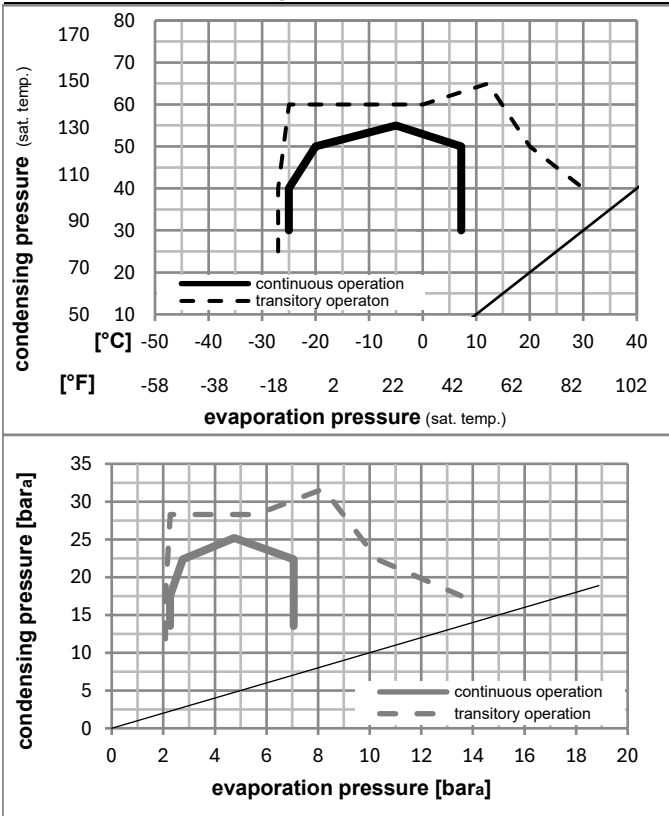 condensing pressure (sat. temp.)
170 80
70
150 60
130 50
110 40
90 30
70 20
50 10
continuous operation
transitory operaton
[°C] -50 -40 -30 -20 -10 0 10 20 30 40
[°F] -58 -38 -18 2 22 42 62 82 102
evaporation pressure (sat. temp.)
condensing pressure [bara]
35
30
25
20
15
10
5
0
continuous operation
transitory operation
0 2 4 6 8 10 12 14 16 18 20
evaporation pressure [bara]